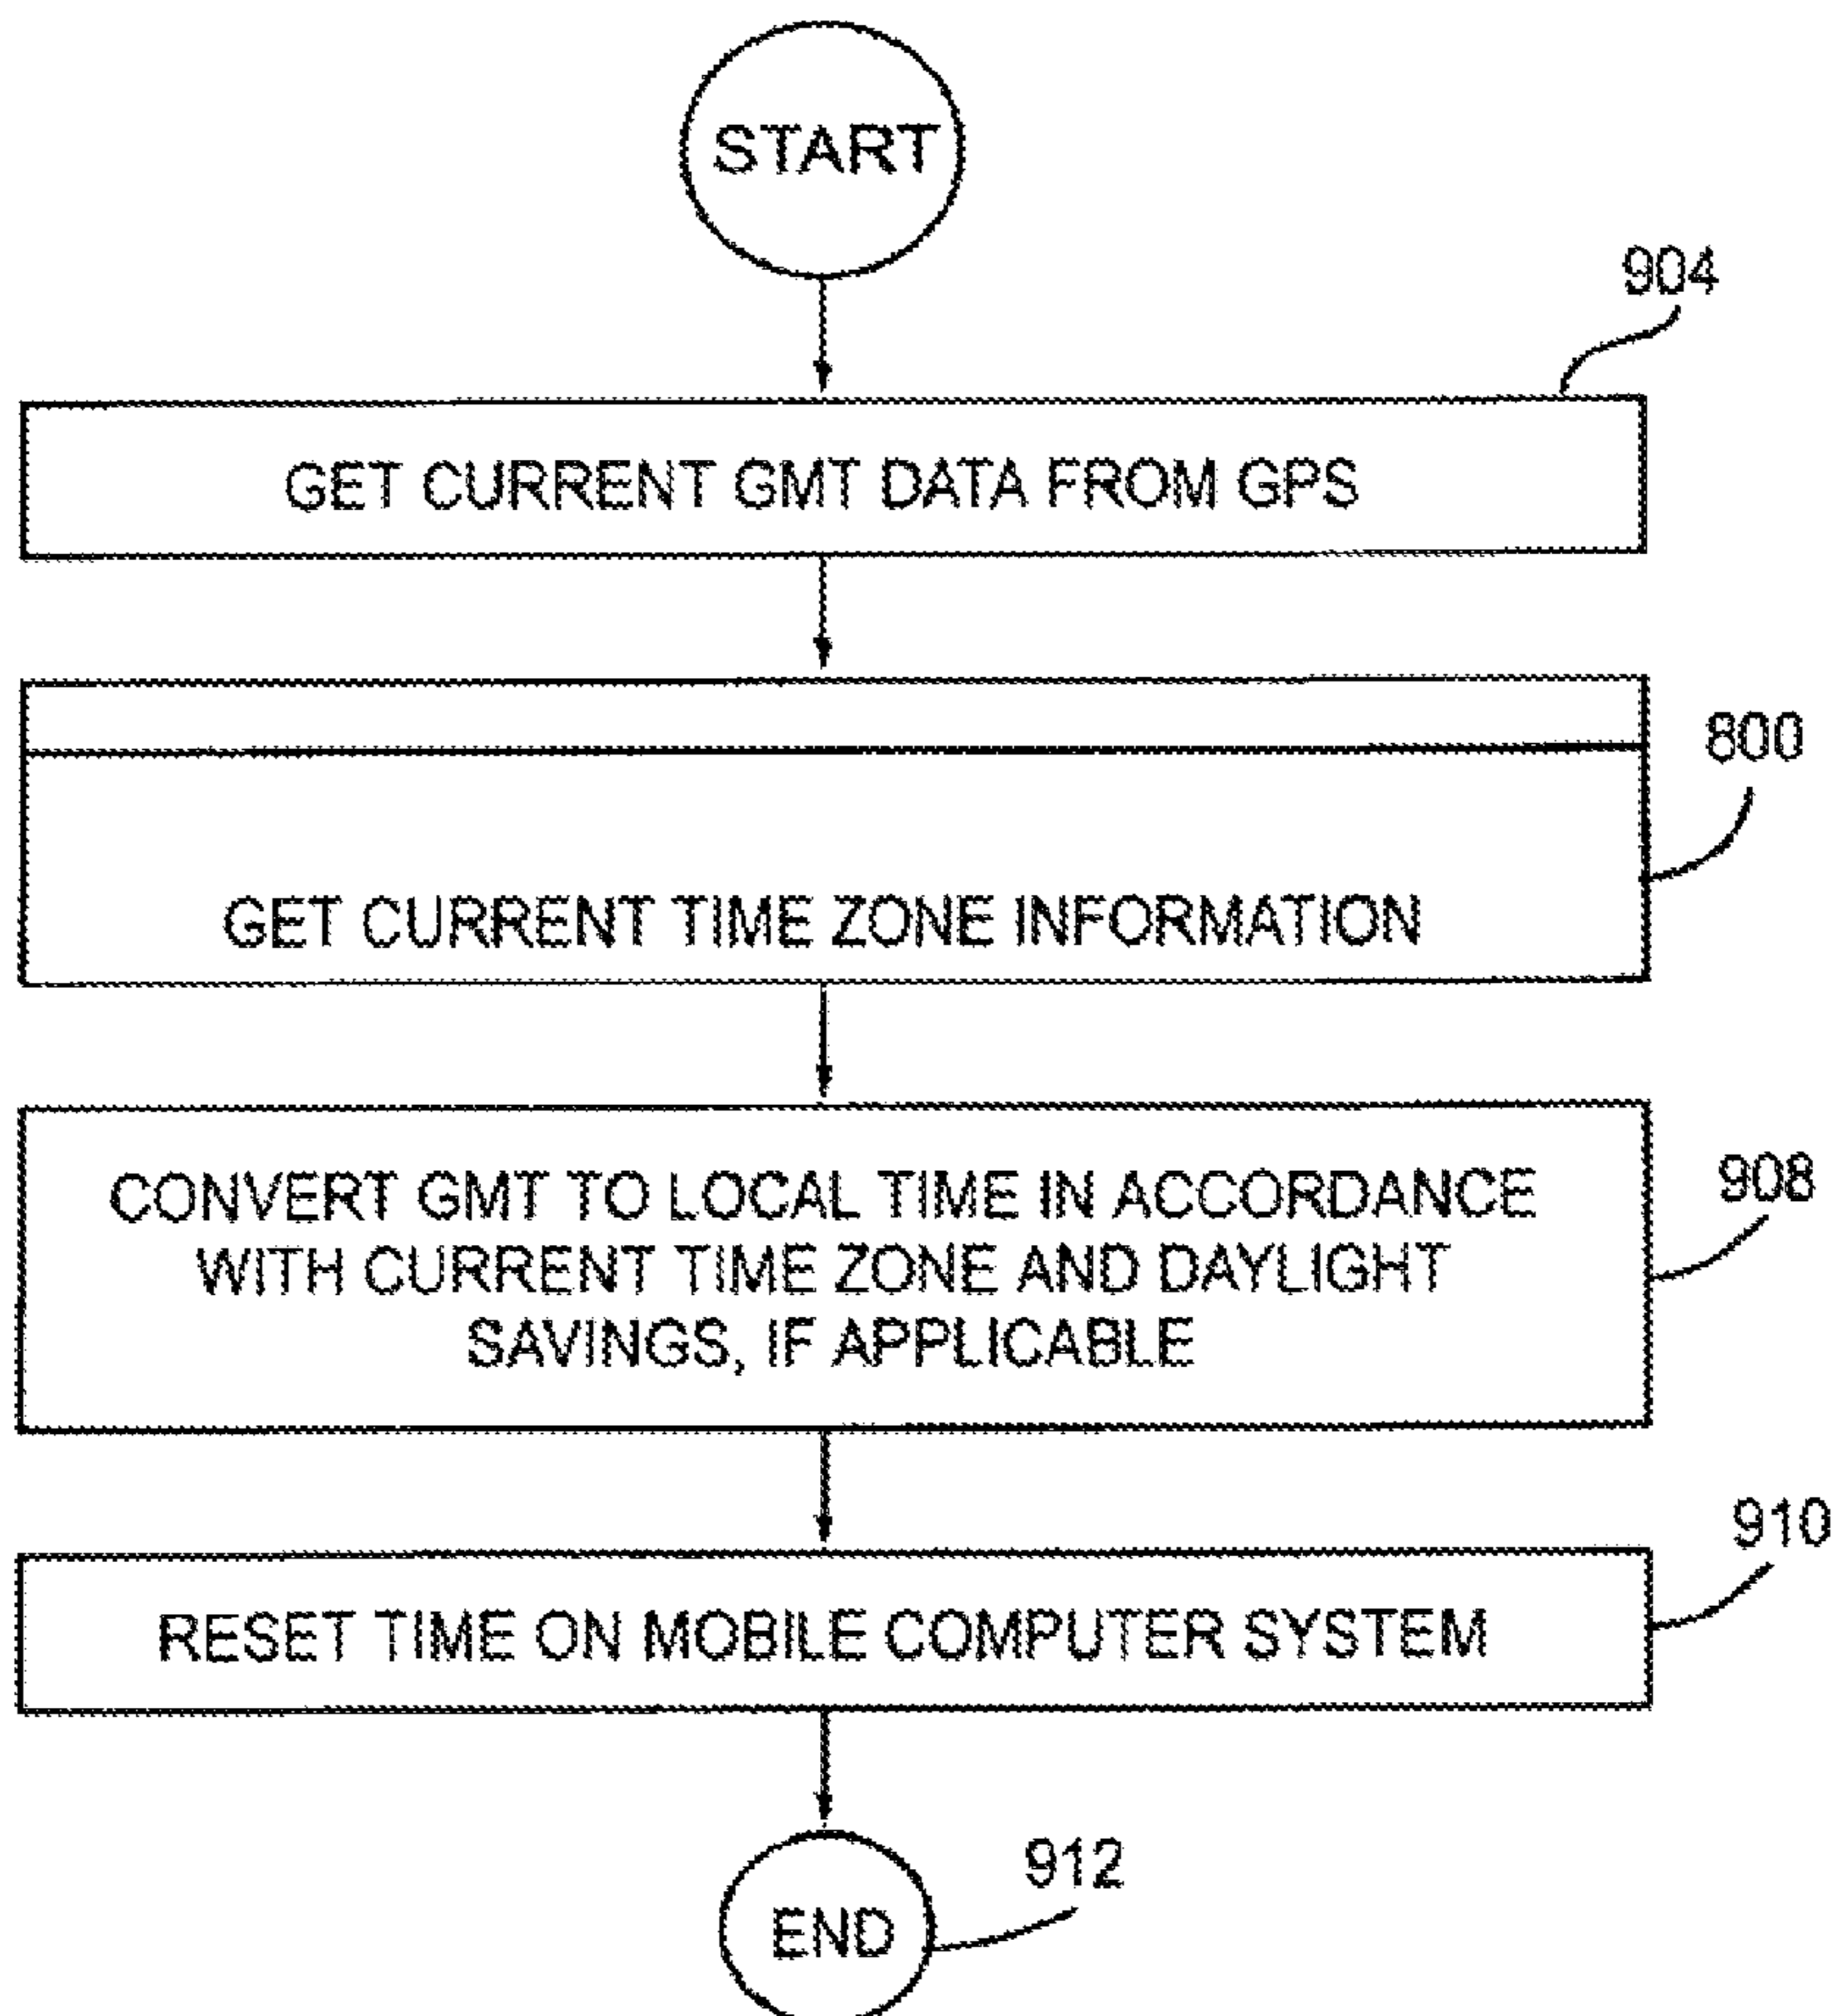 START
904
GET CURRENT GMT DATA FROM GPS
800
GET CURRENT TIME ZONE INFORMATION
CONVERT GMT TO LOCAL TIME IN ACCORDANCE
WITH CURRENT TIME ZONE AND DAYLIGHT
SAVINGS, IF APPLICABLE
908
910
RESET TIME ON MOBILE COMPUTER SYSTEM
912
END